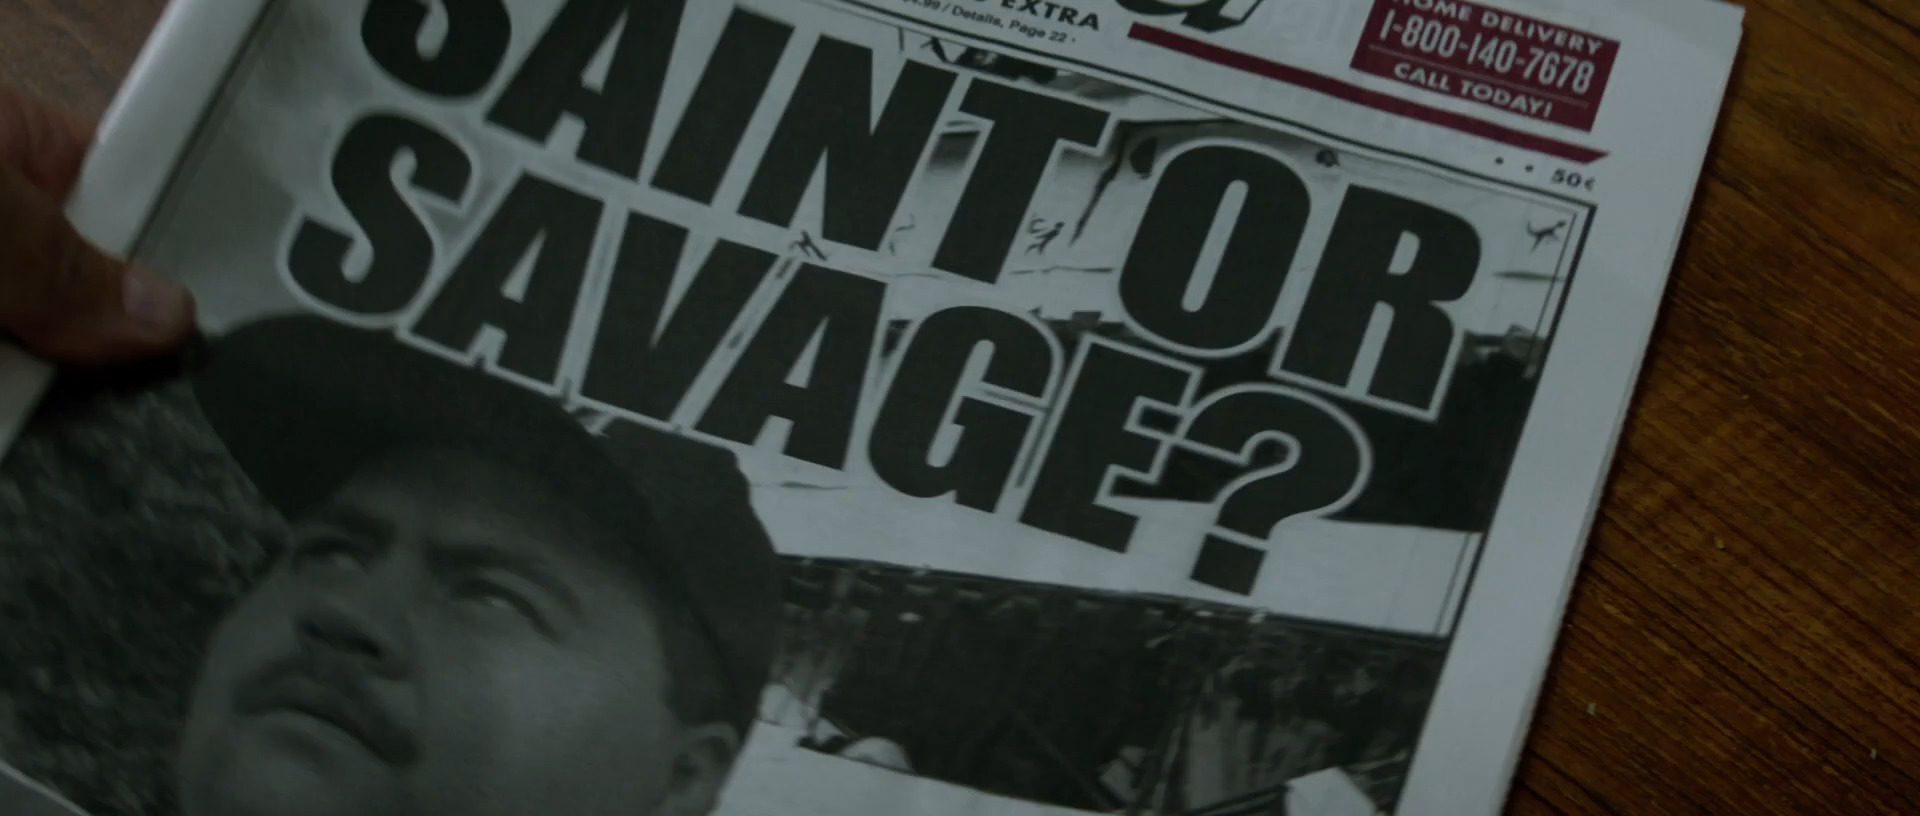 EXTRA
/ Details, Page 22
HOME DELIVERY
1-800-140-7678
CALL TODAY!
50¢
SAINT OR
SAVAGE?